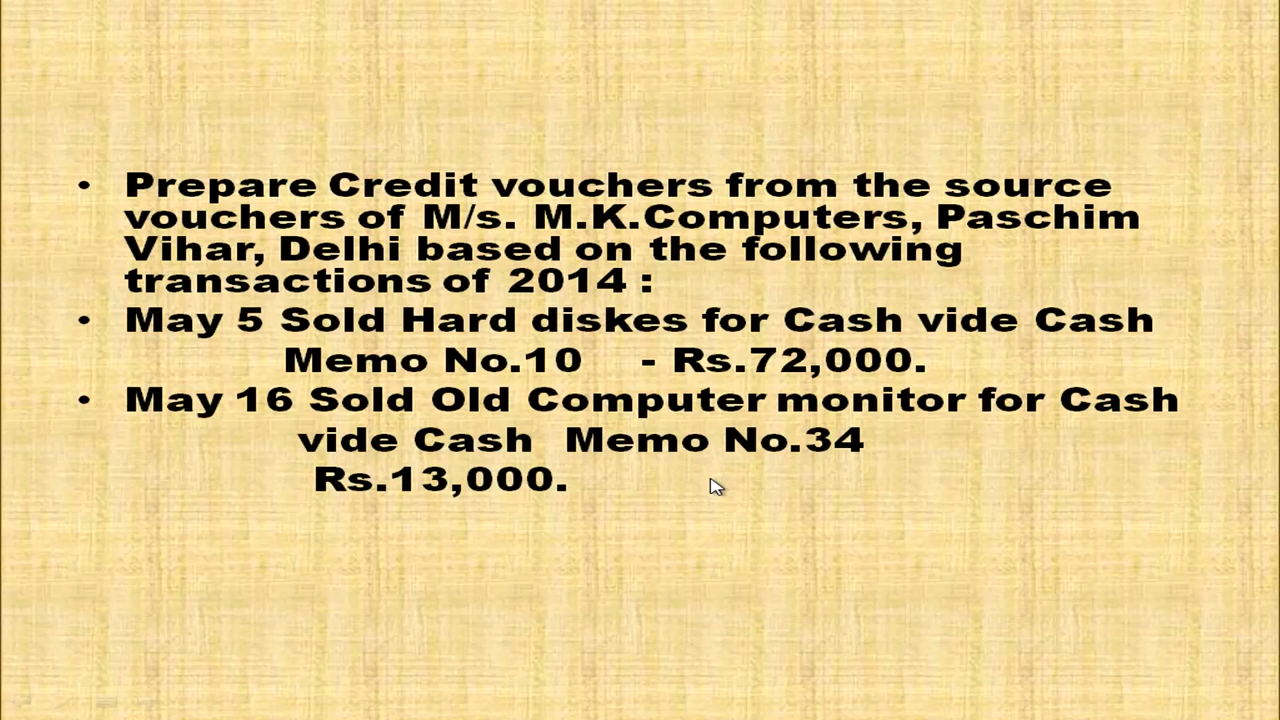 • Prepare Credit vouchers from the source
vouchers of M/s. M.K.Computers, Paschim
Vihar, Delhi based on the following
transactions of 2014 :
• May 5 Sold Hard diskes for Cash vide Cash
Memo No.10 - Rs.72,000.
• May 16 Sold Old Computer monitor for Cash
vide Cash Memo No.34
Rs.13,000.